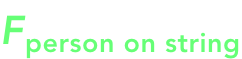 F person on string